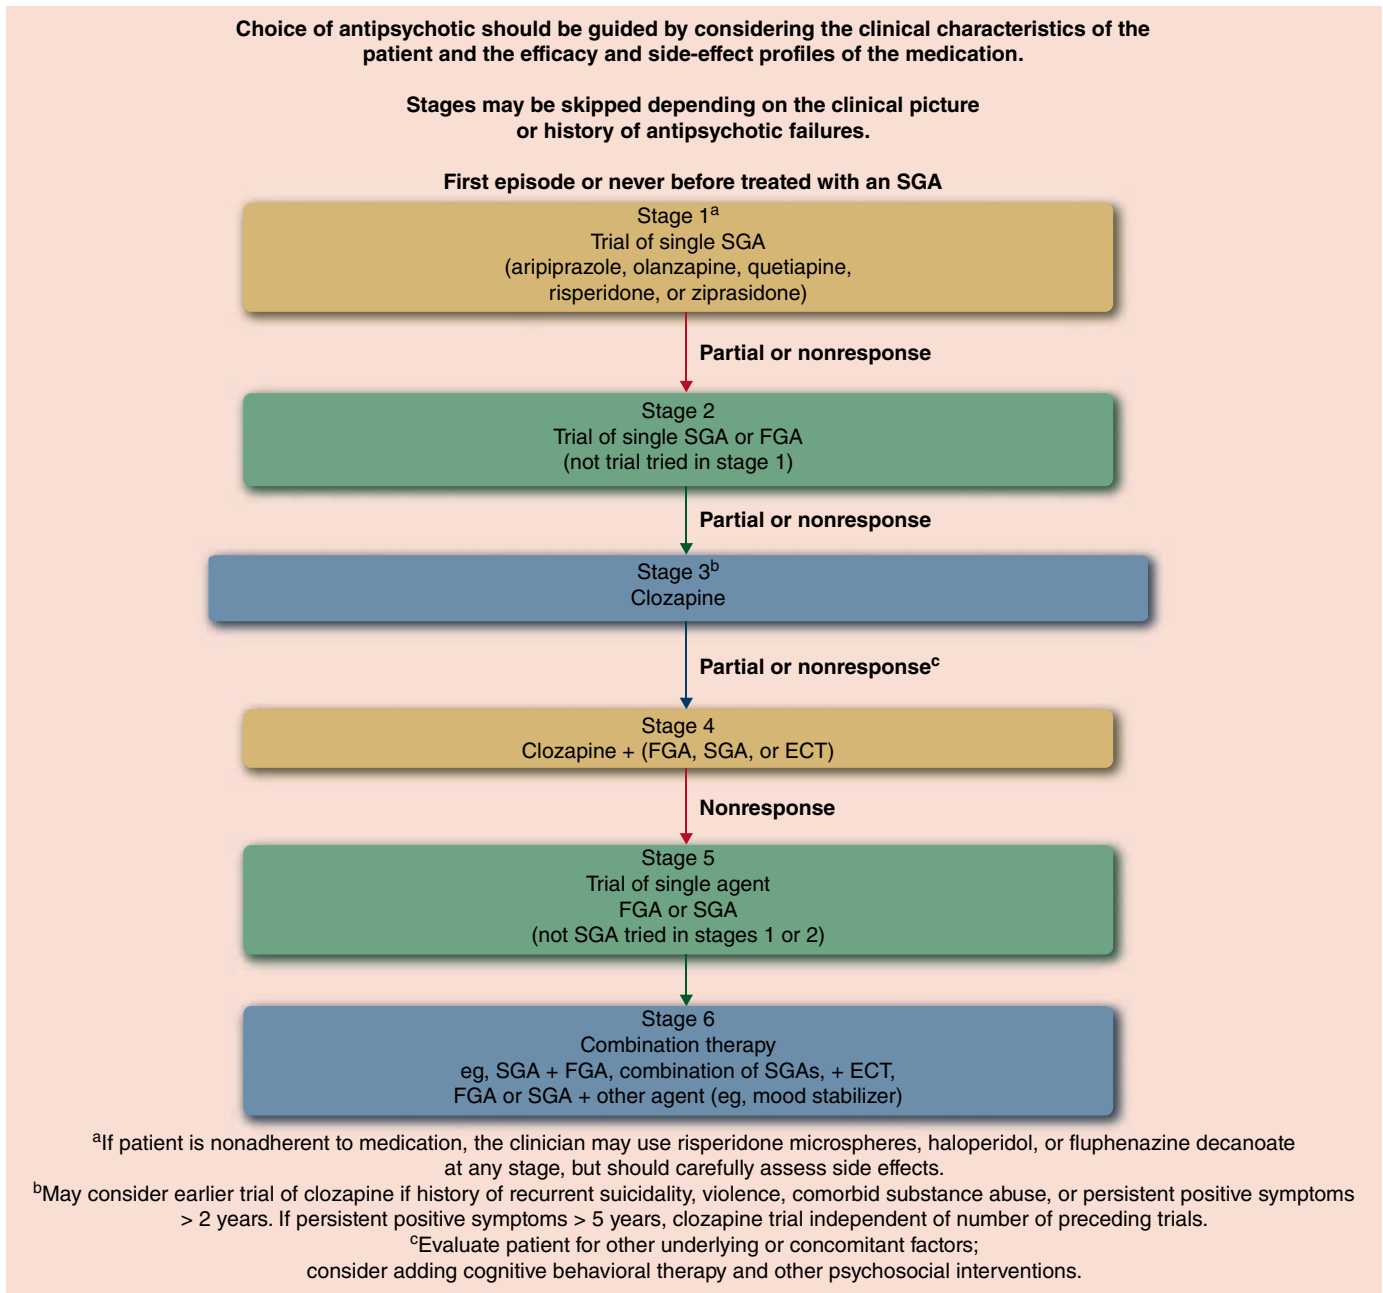 Choice of antipsychotic should be guided by considering the clinical characteristics of the
patient and the efficacy and side-effect profiles of the medication.
Stages may be skipped depending on the clinical picture
or history of antipsychotic failures.
First episode or never before treated with an SGA
Stage 1ᵃ
Trial of single SGA
(aripiprazole, olanzapine, quetiapine,
risperidone, or ziprasidone)
Partial or nonresponse
Stage 2
Trial of single SGA or FGA
(not trial tried in stage 1)
Partial or nonresponse
Stage 3ᵇ
Clozapine
Partial or nonresponseᶜ
Stage 4
Clozapine + (FGA, SGA, or ECT)
Nonresponse
Stage 5
Trial of single agent
FGA or SGA
(not SGA tried in stages 1 or 2)
Stage 6
Combination therapy
eg, SGA + FGA, combination of SGAs, + ECT,
FGA or SGA + other agent (eg, mood stabilizer)
ᵃIf patient is nonadherent to medication, the clinician may use risperidone microspheres, haloperidol, or fluphenazine decanoate
at any stage, but should carefully assess side effects.
ᵇMay consider earlier trial of clozapine if history of recurrent suicidality, violence, comorbid substance abuse, or persistent positive symptoms
> 2 years. If persistent positive symptoms > 5 years, clozapine trial independent of number of preceding trials.
ᶜEvaluate patient for other underlying or concomitant factors;
consider adding cognitive behavioral therapy and other psychosocial interventions.